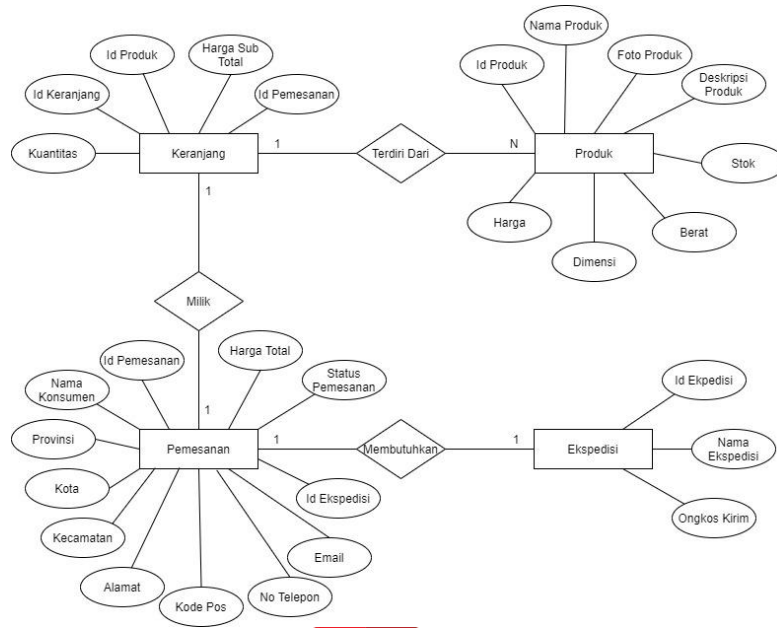 Nama Produk
Id Produk
Harga Sub
Total
Id Produk
Foto Produk
Id Keranjang
Id Pemesanan
Deskripsi
Produk
Kuantitas
Keranjang
1
Terdiri Dari
N
Produk
Stok
1
Harga
Berat
Dimensi
Milik
Id Pemesanan
Harga Total
Status
Pemesanan
Id Ekpedisi
Nama
Konsumen
1
Provinsi
Pemesanan
1
Membutuhkan
1
Ekspedisi
Nama
Ekspedisi
Kota
Id Ekspedisi
Ongkos Kirim
Kecamatan
Email
Alamat
Kode Pos
No Telepon